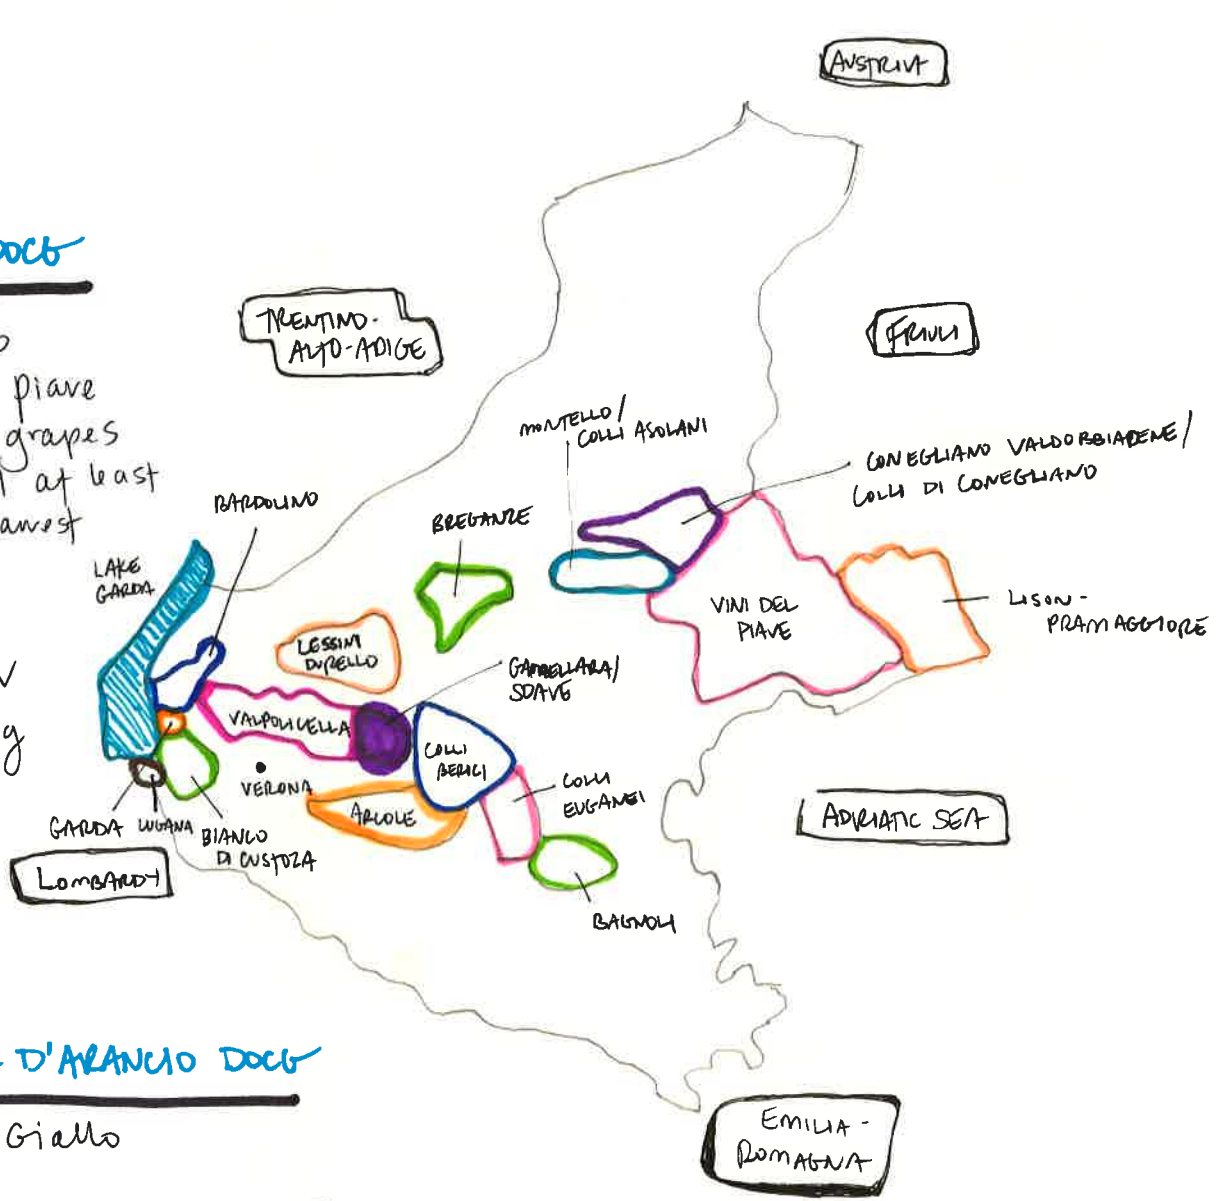 AUSTRIA
DOCG
TRENTINO-
ALTO-ADIGE
FRIULI
piave
grapes
at least
MONTELLO/
COLLI ASOLANI
CONEGLIANO VALDOBBIADENE/
COLLI DI CONEGLIANO
BARDOLINO
BREGANZE
LAKE
GARDA
VINI DEL
PIAVE
LISON-
PRAMAGGIORE
LESSINI
DURELLO
GAMBELLARA/
SOAVE
VALPOLICELLA
COLLI
BERICI
VERONA
COLLI
EUGANEI
ARCOLE
GARDA
LUGANA
BIANCO
DI CUSTOZA
LOMBARDY
ADRIATIC SEA
BAGNOLI
D'ARANCIO DOCG
Giallo
EMILIA-
ROMAGNA